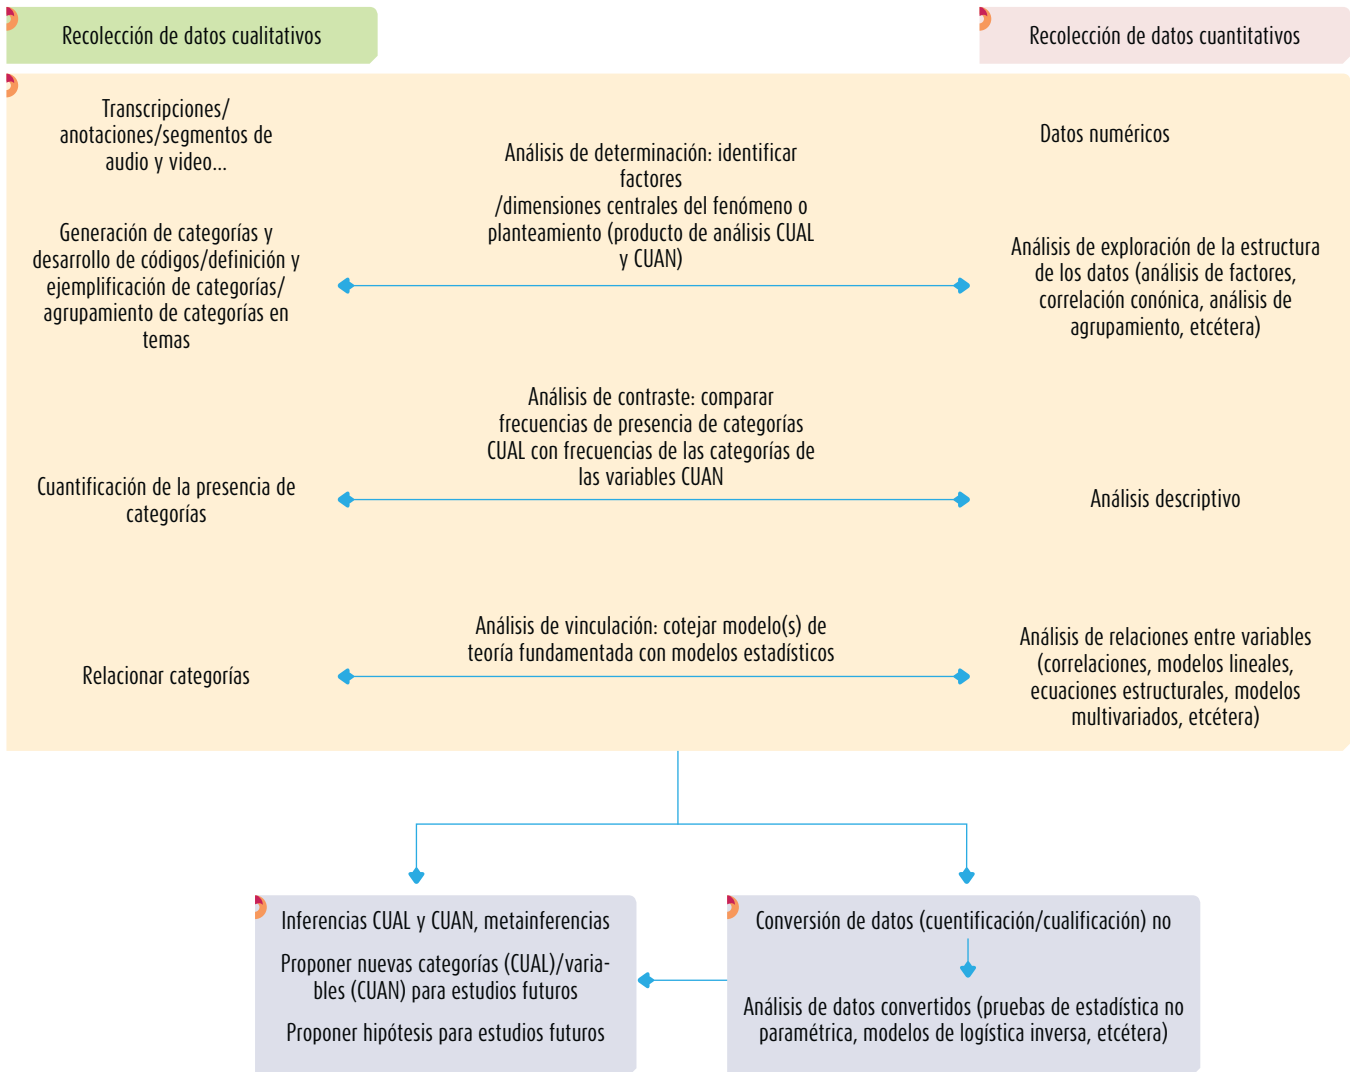 Recolección de datos cualitativos
Recolección de datos cuantitativos
Transcripciones/
anotaciones/segmentos de
audio y video...
Datos numéricos
Análisis de determinación: identificar
factores
/dimensiones centrales del fenómeno o
planteamiento (producto de análisis CUAL
y CUAN)
Generación de categorías y
desarrollo de códigos/definición y
ejemplificación de categorías/
agrupamiento de categorías en
temas
Análisis de exploración de la estructura
de los datos (análisis de factores,
correlación conónica, análisis de
agrupamiento, etcétera)
Análisis de contraste: comparar
frecuencias de presencia de categorías
CUAL con frecuencias de las categorías de
las variables CUAN
Cuantificación de la presencia de
categorías
Análisis descriptivo
Análisis de vinculación: cotejar modelo(s) de
teoría fundamentada con modelos estadísticos
Relacionar categorías
Análisis de relaciones entre variables
(correlaciones, modelos lineales,
ecuaciones estructurales, modelos
multivariados, etcétera)
Inferencias CUAL y CUAN, metainferencias
Proponer nuevas categorías (CUAL)/varia-
bles (CUAN) para estudios futuros
Proponer hipótesis para estudios futuros
Conversión de datos (cuentificación/cualificación) no
Análisis de datos convertidos (pruebas de estadística no
paramétrica, modelos de logística inversa, etcétera)